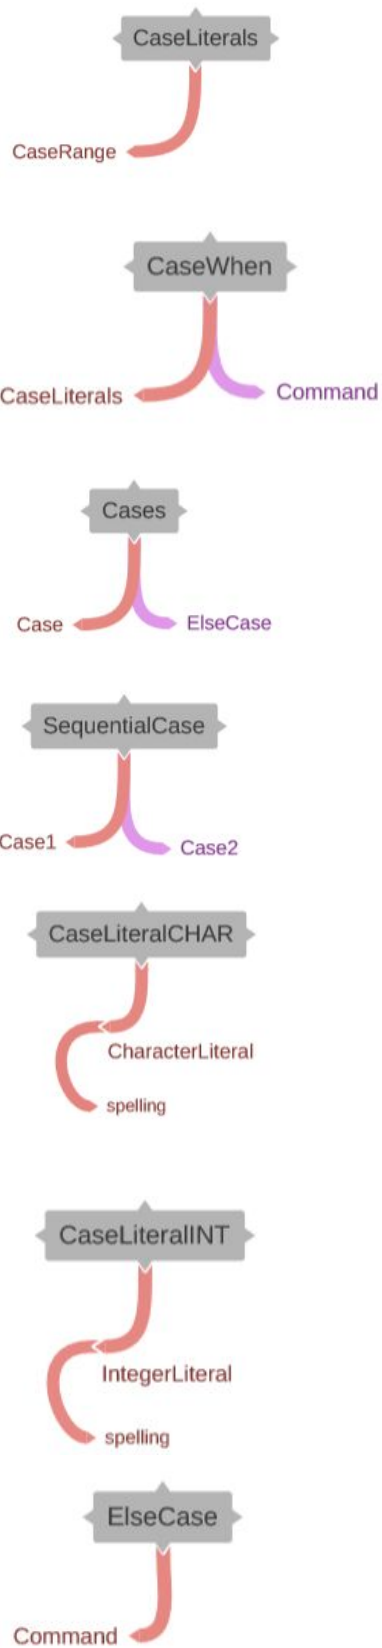 CaseLiterals
CaseRange
CaseWhen
CaseLiterals
Command
Cases
Case
ElseCase
SequentialCase
Case1
Case2
CaseLiteralCHAR
CharacterLiteral
spelling
CaseLiteralINT
IntegerLiteral
spelling
ElseCase
Command